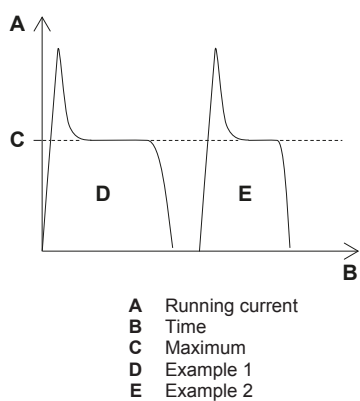 A
C
D
E
B
A Running current
B Time
C Maximum
D Example 1
E Example 2